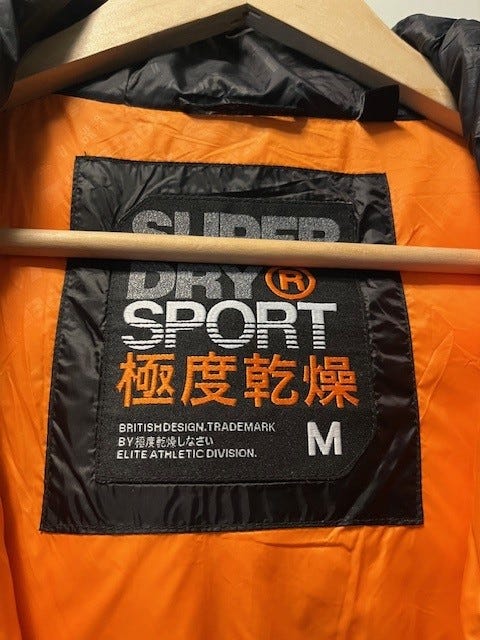 SUPER
DRY®
SPORT
極度乾燥
BRITISH DESIGN.TRADEMARK
BY 極度乾燥しなさい
ELITE ATHLETIC DIVISION.
M